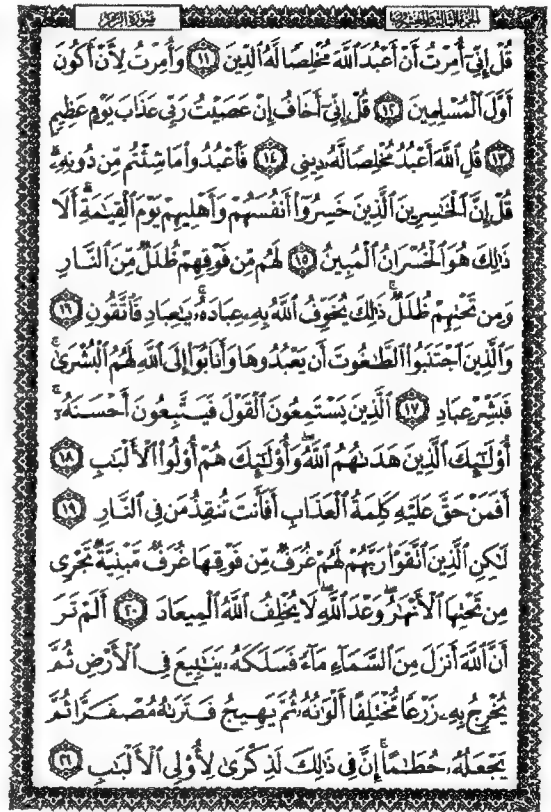 الجزء الثالث والعشرون
سورة الزمر
قُلْ إِنِّىٓ أُمِرْتُ أَنْ أَعْبُدَ ٱللَّهَ مُخْلِصًا لَّهُ ٱلدِّينَ ﴿١١﴾ وَأُمِرْتُ لِأَنْ أَكُونَ
أَوَّلَ ٱلْمُسْلِمِينَ ﴿١٢﴾ قُلْ إِنِّىٓ أَخَافُ إِنْ عَصَيْتُ رَبِّى عَذَابَ يَوْمٍ عَظِيمٍ
﴿١٣﴾ قُلِ ٱللَّهَ أَعْبُدُ مُخْلِصًا لَّهُۥ دِينِى ﴿١٤﴾ فَٱعْبُدُوا۟ مَا شِئْتُم مِّن دُونِهِۦ ۗ
قُلْ إِنَّ ٱلْخَٰسِرِينَ ٱلَّذِينَ خَسِرُوٓا۟ أَنفُسَهُمْ وَأَهْلِيهِمْ يَوْمَ ٱلْقِيَٰمَةِ ۗ أَلَا
ذَٰلِكَ هُوَ ٱلْخُسْرَانُ ٱلْمُبِينُ ﴿١٥﴾ لَهُم مِّن فَوْقِهِمْ ظُلَلٌ مِّنَ ٱلنَّارِ
وَمِن تَحْتِهِمْ ظُلَلٌ ۚ ذَٰلِكَ يُخَوِّفُ ٱللَّهُ بِهِۦ عِبَادَهُۥ ۚ يَٰعِبَادِ فَٱتَّقُونِ ﴿١٦﴾
وَٱلَّذِينَ ٱجْتَنَبُوا۟ ٱلطَّٰغُوتَ أَن يَعْبُدُوهَا وَأَنَابُوٓا۟ إِلَى ٱللَّهِ لَهُمُ ٱلْبُشْرَىٰ ۚ
فَبَشِّرْ عِبَادِ ﴿١٧﴾ ٱلَّذِينَ يَسْتَمِعُونَ ٱلْقَوْلَ فَيَتَّبِعُونَ أَحْسَنَهُۥٓ ۚ
أُو۟لَٰٓئِكَ ٱلَّذِينَ هَدَىٰهُمُ ٱللَّهُ ۖ وَأُو۟لَٰٓئِكَ هُمْ أُو۟لُوا۟ ٱلْأَلْبَٰبِ ﴿١٨﴾
أَفَمَنْ حَقَّ عَلَيْهِ كَلِمَةُ ٱلْعَذَابِ أَفَأَنتَ تُنقِذُ مَن فِى ٱلنَّارِ ﴿١٩﴾
لَٰكِنِ ٱلَّذِينَ ٱتَّقَوْا۟ رَبَّهُمْ لَهُمْ غُرَفٌ مِّن فَوْقِهَا غُرَفٌ مَّبْنِيَّةٌ تَجْرِى
مِن تَحْتِهَا ٱلْأَنْهَٰرُ ۖ وَعْدَ ٱللَّهِ ۖ لَا يُخْلِفُ ٱللَّهُ ٱلْمِيعَادَ ﴿٢٠﴾ أَلَمْ تَرَ
أَنَّ ٱللَّهَ أَنزَلَ مِنَ ٱلسَّمَآءِ مَآءً فَسَلَكَهُۥ يَنَٰبِيعَ فِى ٱلْأَرْضِ ثُمَّ
يُخْرِجُ بِهِۦ زَرْعًا مُّخْتَلِفًا أَلْوَٰنُهُۥ ثُمَّ يَهِيجُ فَتَرَىٰهُ مُصْفَرًّا ثُمَّ
يَجْعَلُهُۥ حُطَٰمًا ۚ إِنَّ فِى ذَٰلِكَ لَذِكْرَىٰ لِأُو۟لِى ٱلْأَلْبَٰبِ ﴿٢١﴾